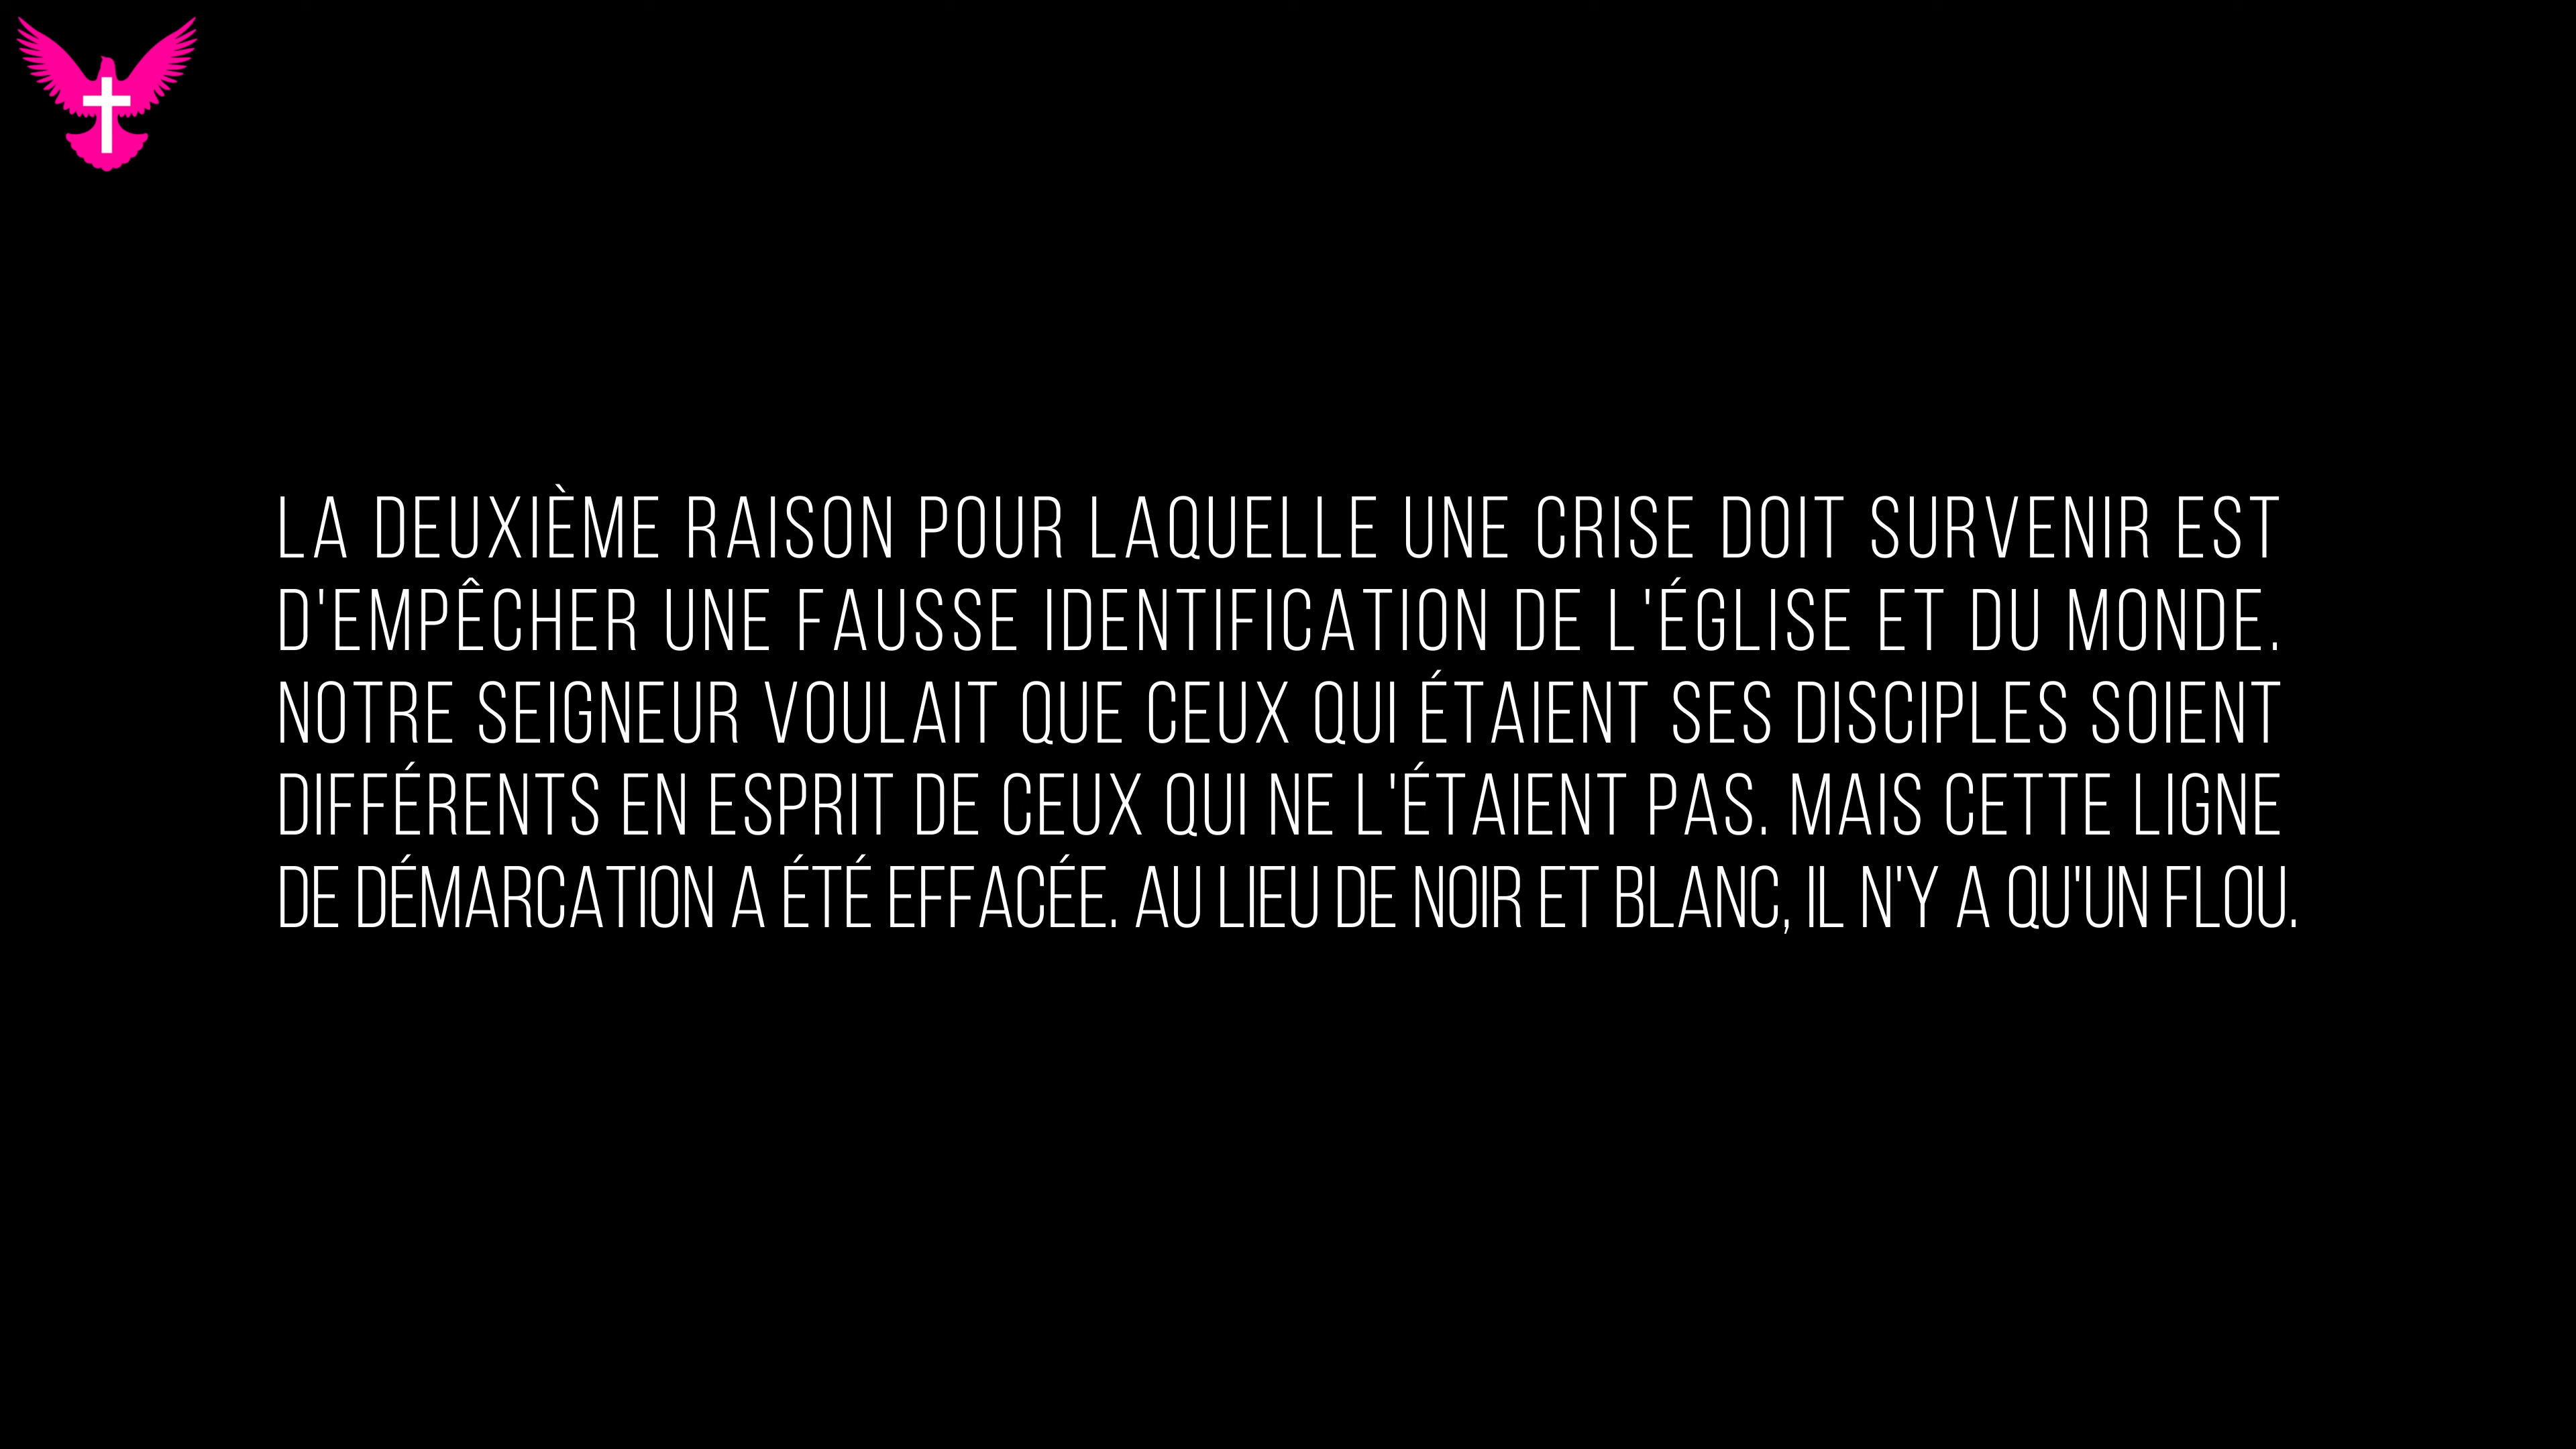 LA DEUXIÈME RAISON POUR LAQUELLE UNE CRISE DOIT SURVENIR EST
D'EMPÊCHER UNE FAUSSE IDENTIFICATION DE L'ÉGLISE ET DU MONDE.
NOTRE SEIGNEUR VOULAIT QUE CEUX QUI ÉTAIENT SES DISCIPLES SOIENT
DIFFÉRENTS EN ESPRIT DE CEUX QUI NE L'ÉTAIENT PAS. MAIS CETTE LIGNE
DE DÉMARCATION A ÉTÉ EFFACÉE. AU LIEU DE NOIR ET BLANC, IL N'Y A QU'UN FLOU.